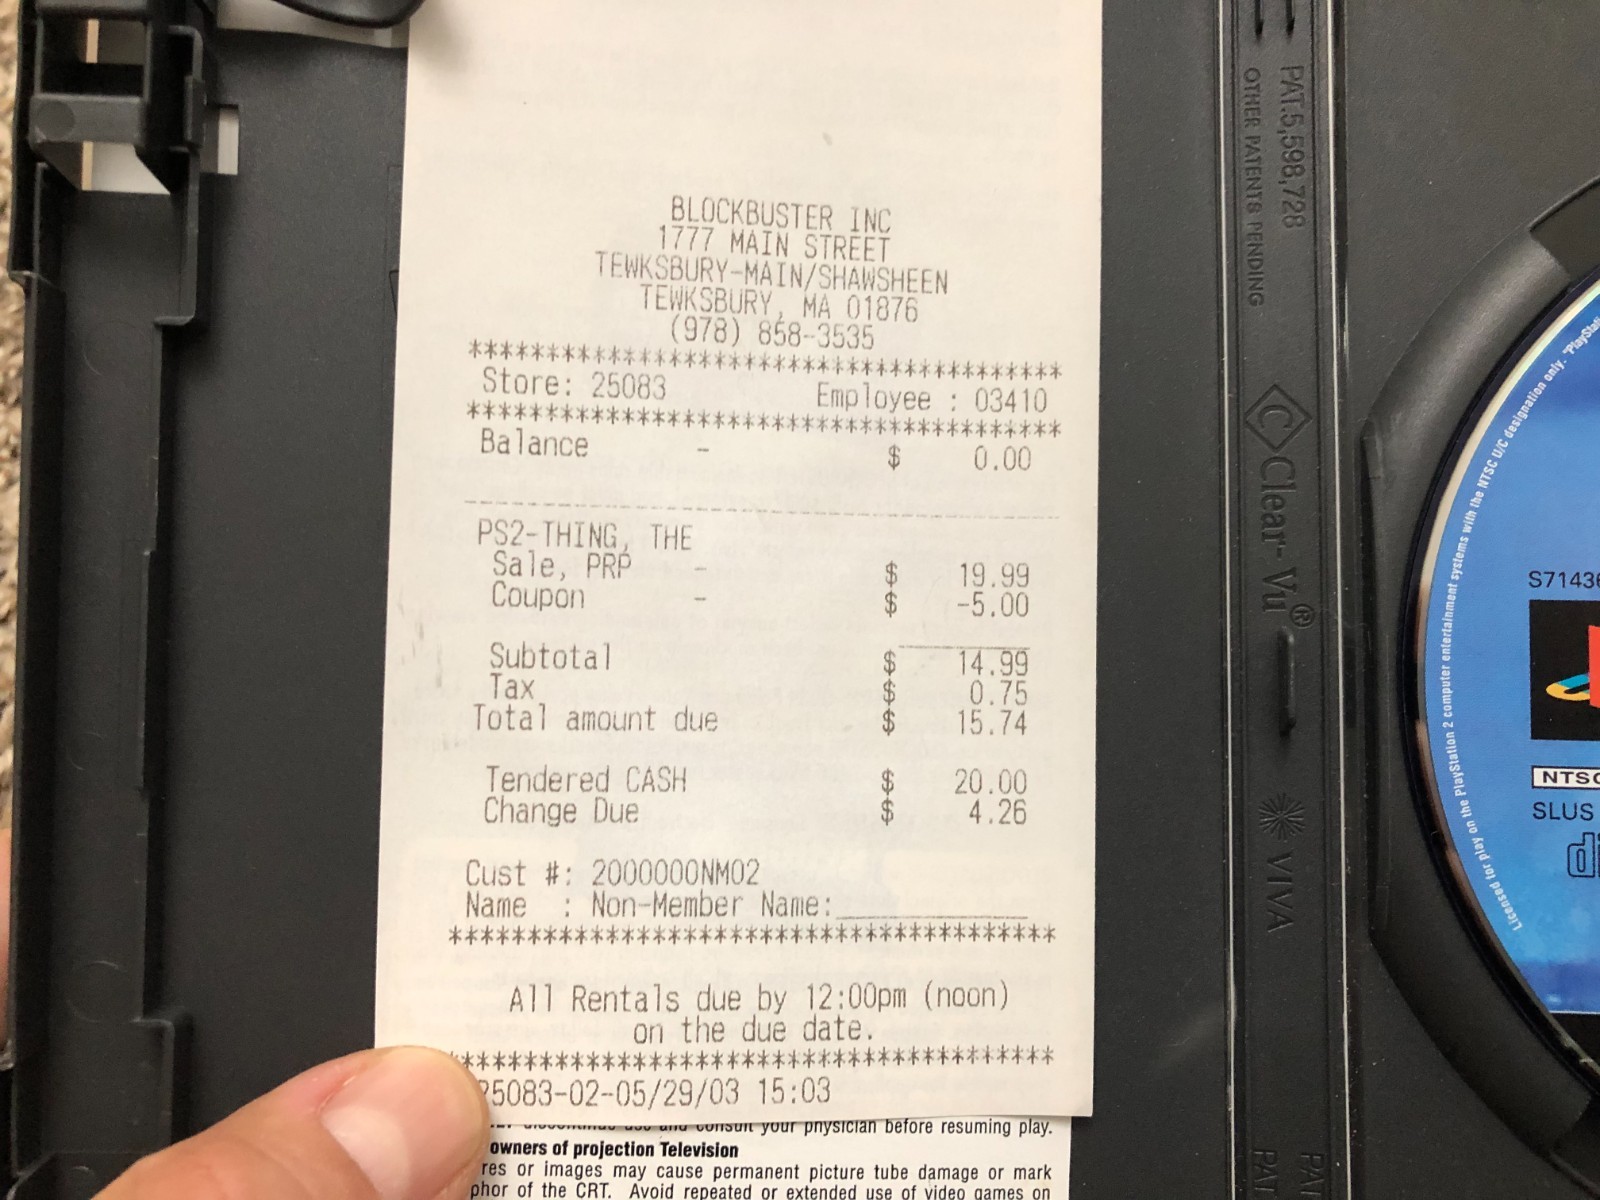 BLOCKBUSTER INC
1777 MAIN STREET
TEWKSBURY-MAIN/SHAWSHEEN
TEWKSBURY, MA 01876
(978) 858-3535
**************************************
Store: 25083 Employee : 03410
**************************************
Balance - $ 0.00
PS2-THING, THE
Sale, PRP - $ 19.99
Coupon - $ -5.00
Subtotal $ 14.99
Tax $ 0.75
Total amount due $ 15.74
Tendered CASH $ 20.00
Change Due $ 4.26
Cust #: 2000000NM02
Name : Non-Member Name:____________
***************************************
All Rentals due by 12:00pm (noon)
on the due date.
**************************************
5083-02-05/29/03 15:03
consult your physician before resuming play.
owners of projection Television
res or images may cause permanent picture tube damage or mark
phor of the CRT. Avoid repeated or extended use of video games on
PAT.5,598,728
OTHER PATENTS PENDING
C Clear-Vu®
VIVA
PAT
PAT
Licensed for play on the PlayStation 2 computer entertainment systems with the NTSC U/C designation only. "PlayStati
S7143
NTSC
SLUS